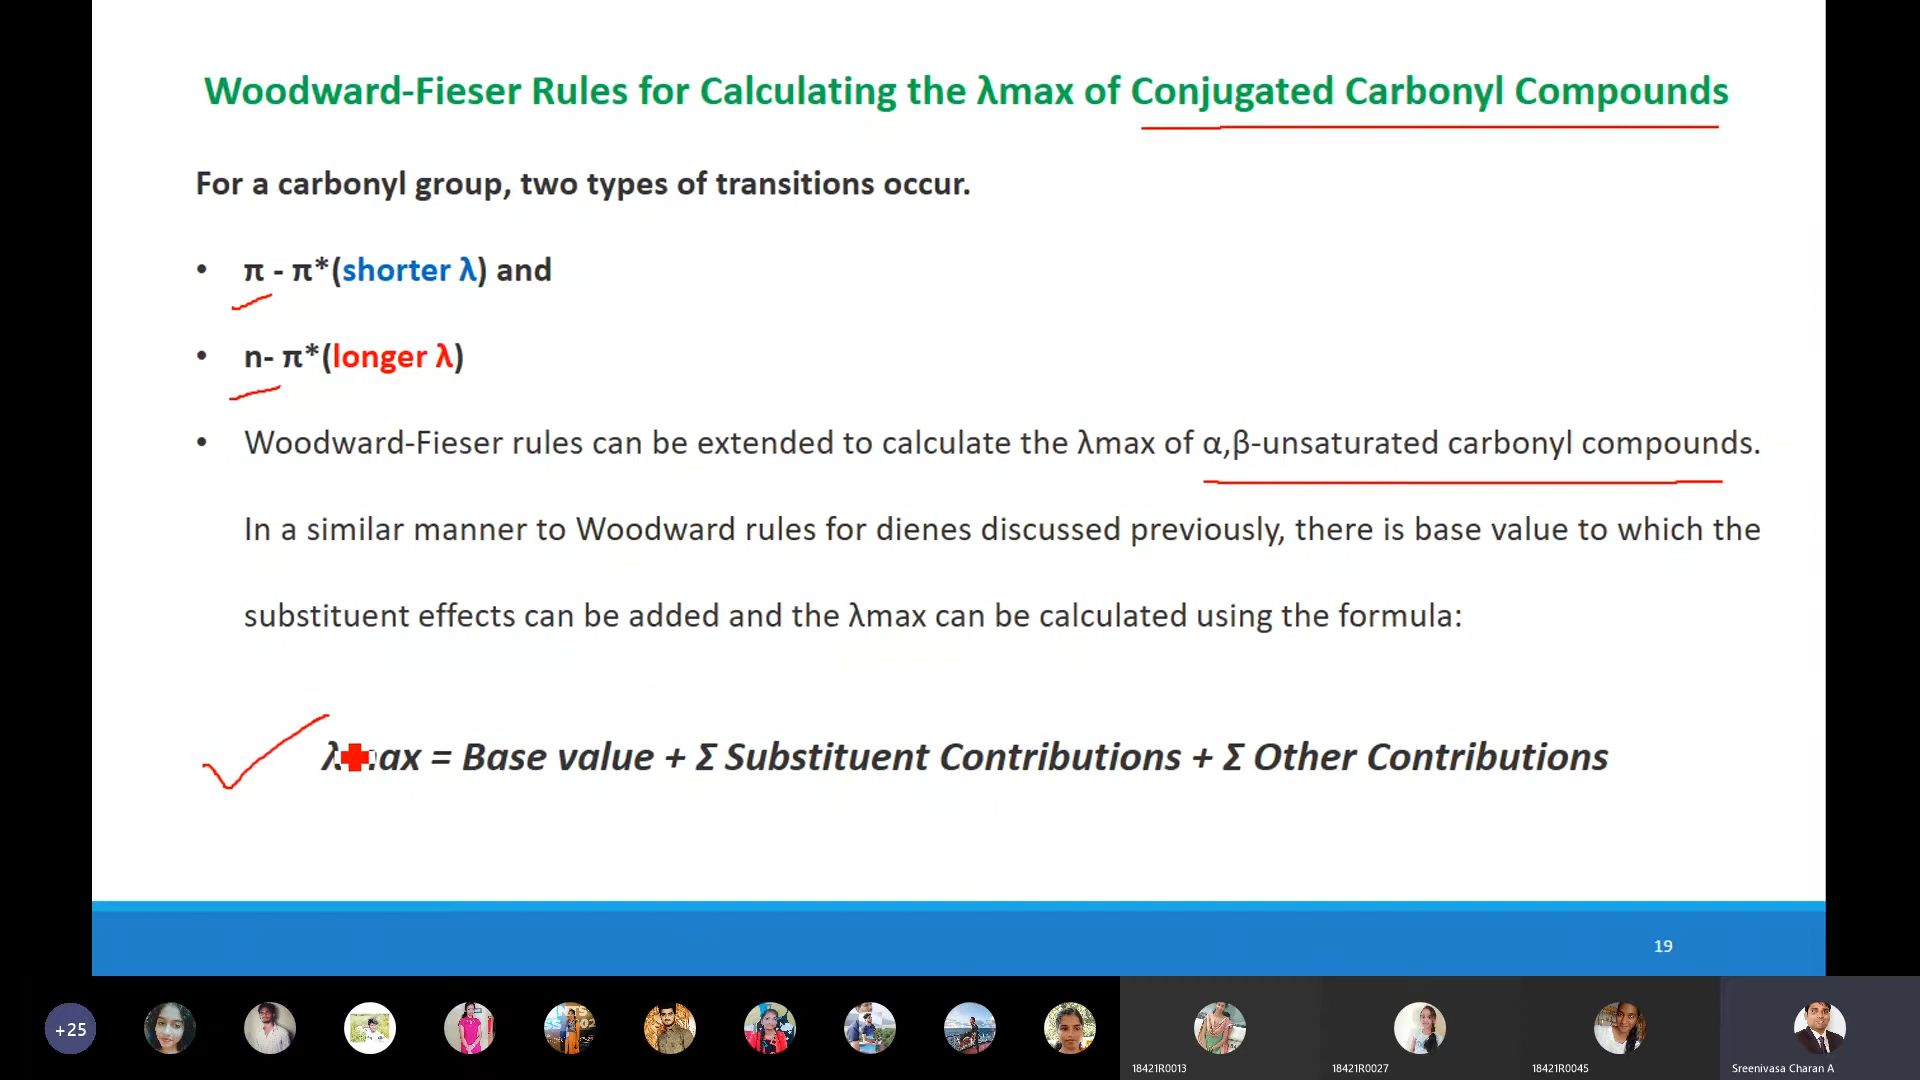 Woodward-Fieser Rules for Calculating the λmax of Conjugated Carbonyl Compounds
For a carbonyl group, two types of transitions occur.
• π - π*(shorter λ) and
• n- π*(longer λ)
• Woodward-Fieser rules can be extended to calculate the λmax of α,β-unsaturated carbonyl compounds.
In a similar manner to Woodward rules for dienes discussed previously, there is base value to which the
substituent effects can be added and the λmax can be calculated using the formula:
λmax = Base value + Σ Substituent Contributions + Σ Other Contributions
19
+25
18421R0013
18421R0027
18421R0045
Sreenivasa Charan A